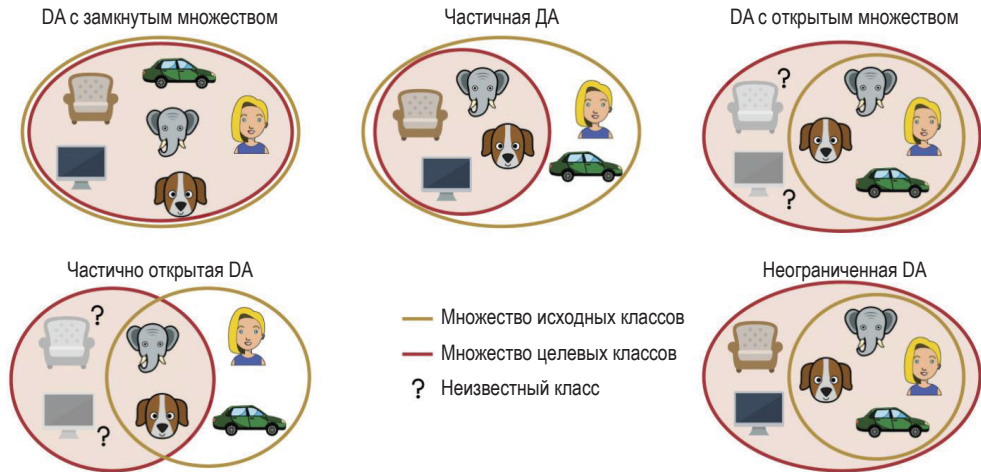 DA с замкнутым множеством
Частичная ДА
DA с открытым множеством
?
?
Частично открытая DA
Неограниченная DA
?
?
Множество исходных классов
Множество целевых классов
? Неизвестный класс